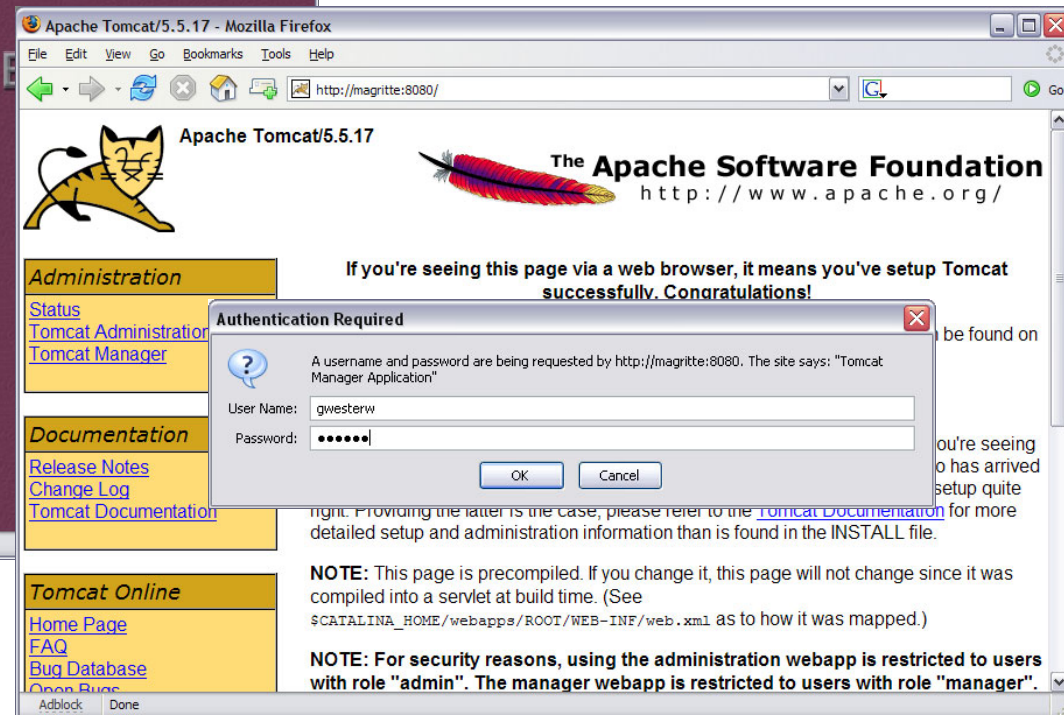 Apache Tomcat/5.5.17 - Mozilla Firefox
File Edit View Go Bookmarks Tools Help
http://magritte:8080/
G
Go
Apache Tomcat/5.5.17
The Apache Software Foundation
http://www.apache.org/
Administration
Status
Tomcat Administration
Tomcat Manager
If you're seeing this page via a web browser, it means you've setup Tomcat
successfully. Congratulations!
be found on
Authentication Required
A username and password are being requested by http://magritte:8080. The site says: "Tomcat
Manager Application"
User Name: gwesterw
Password: ●●●●●●
OK Cancel
Documentation
Release Notes
Change Log
Tomcat Documentation
you're seeing
o has arrived
setup quite
right. Providing the latter is the case, please refer to the Tomcat Documentation for more
detailed setup and administration information than is found in the INSTALL file.
NOTE: This page is precompiled. If you change it, this page will not change since it was
compiled into a servlet at build time. (See
$CATALINA_HOME/webapps/ROOT/WEB-INF/web.xml as to how it was mapped.)
NOTE: For security reasons, using the administration webapp is restricted to users
with role "admin". The manager webapp is restricted to users with role "manager".
Tomcat Online
Home Page
FAQ
Bug Database
Open Bugs
Adblock Done